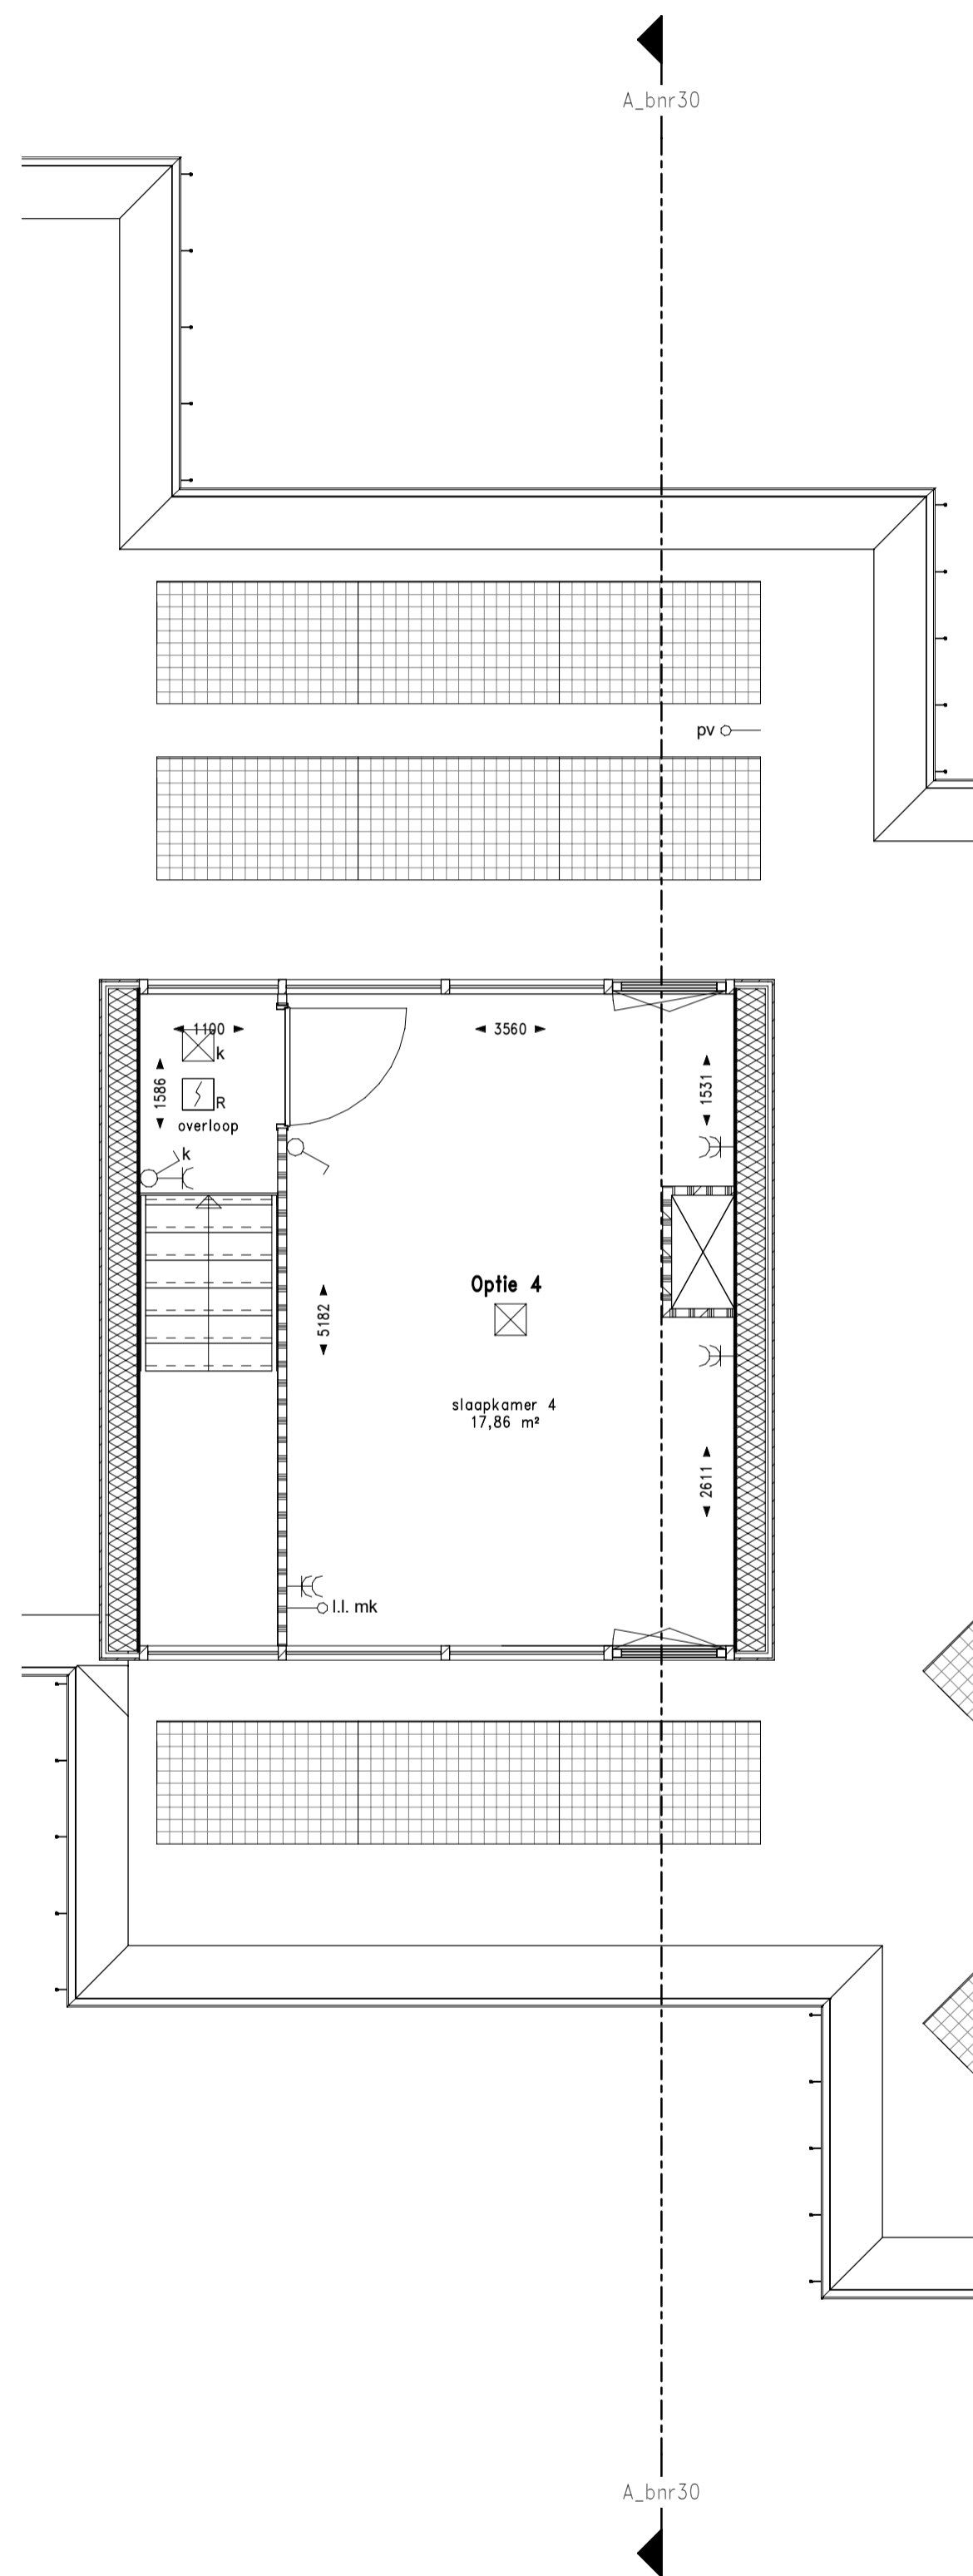 A_bnr30
pv
1100
3560
k
1586
1531
R
overloop
k
Optie 4
5182
slaapkamer 4
17,86 m²
2611
l.l. mk
A_bnr30